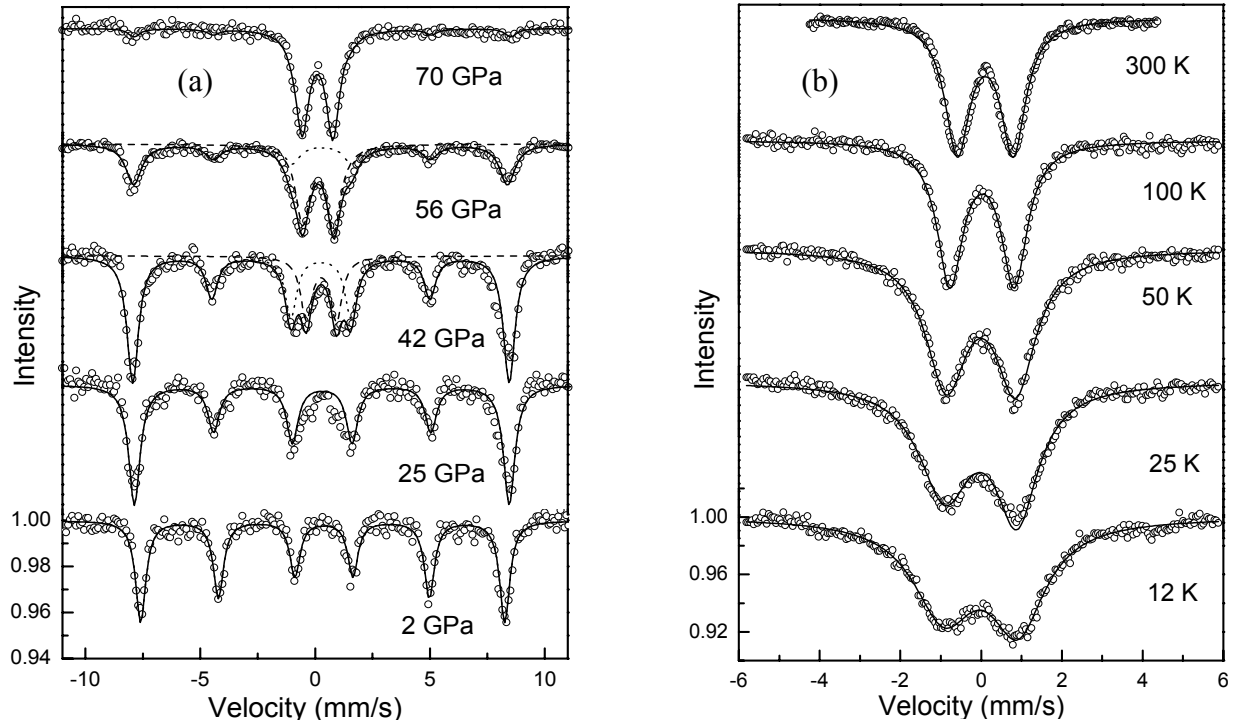 (a)
70 GPa
56 GPa
42 GPa
25 GPa
2 GPa
Intensity
1.00
0.98
0.96
0.94
-10 -5 0 5 10
Velocity (mm/s)
(b)
300 K
100 K
50 K
25 K
12 K
Intensity
1.00
0.96
0.92
-6 -4 -2 0 2 4 6
Velocity (mm/s)